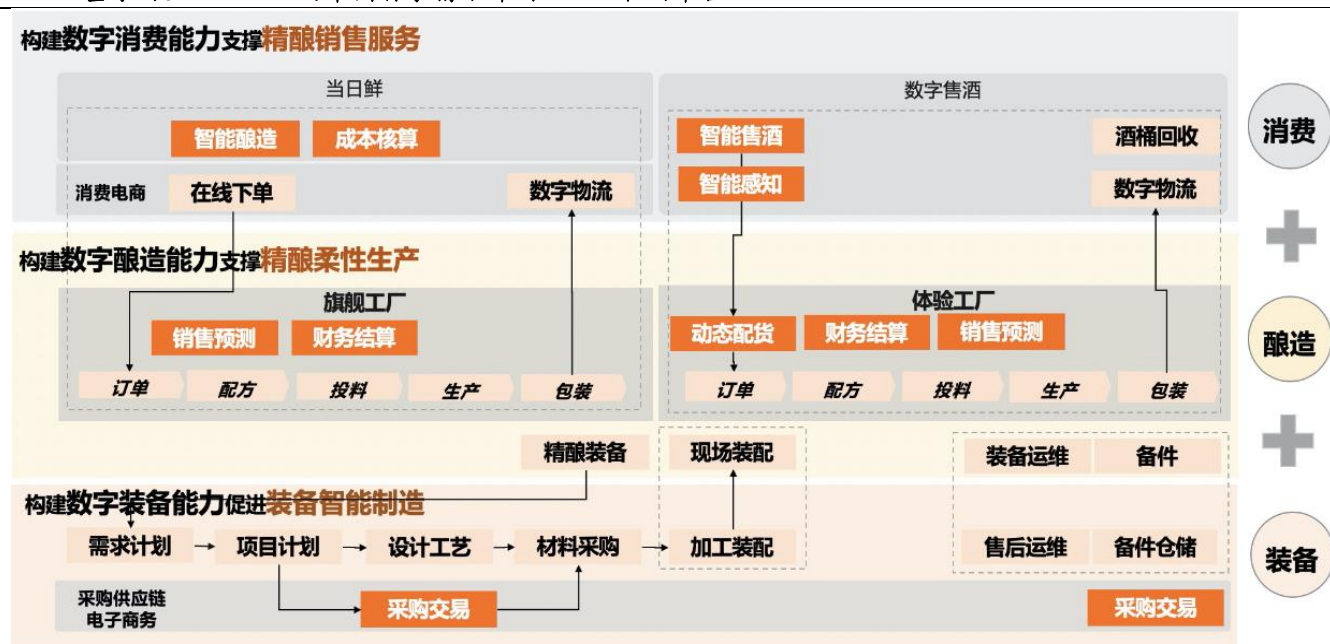 构建数字消费能力支撑精酿销售服务
当日鲜
数字售酒
智能酿造
成本核算
智能售酒
酒桶回收
消费
消费电商
在线下单
数字物流
智能感知
数字物流
构建数字酿造能力支撑精酿柔性生产
旗舰工厂
体验工厂
销售预测
财务结算
动态配货
财务结算
销售预测
酿造
订单
配方
投料
生产
包装
订单
配方
投料
生产
包装
精酿装备
现场装配
装备运维
备件
构建数字装备能力促进装备智能制造
需求计划
项目计划
设计工艺
材料采购
加工装配
售后运维
备件仓储
装备
采购供应链
电子商务
采购交易
采购交易